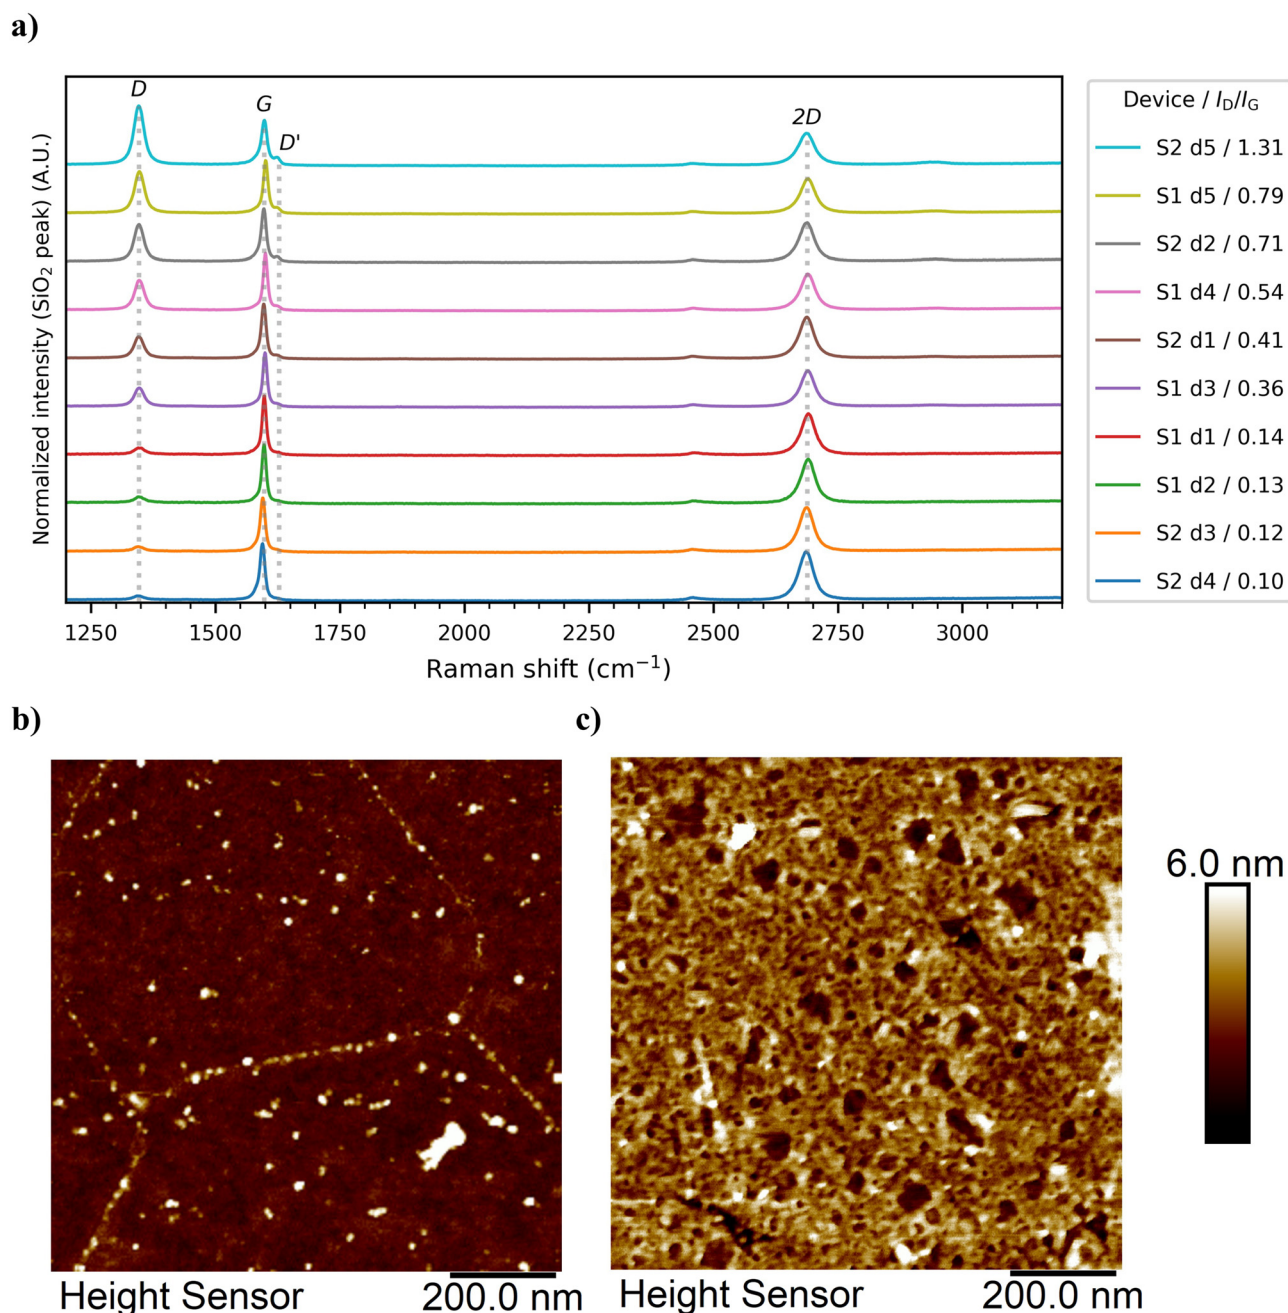 a)
D
G
D'
2D
Normalized intensity (SiO₂ peak) (A.U.)
1250 1500 1750 2000 2250 2500 2750 3000
Raman shift (cm⁻¹)
Device / I_D/I_G
S2 d5 / 1.31
S1 d5 / 0.79
S2 d2 / 0.71
S1 d4 / 0.54
S2 d1 / 0.41
S1 d3 / 0.36
S1 d1 / 0.14
S1 d2 / 0.13
S2 d3 / 0.12
S2 d4 / 0.10
b)
Height Sensor
200.0 nm
c)
Height Sensor
200.0 nm
6.0 nm